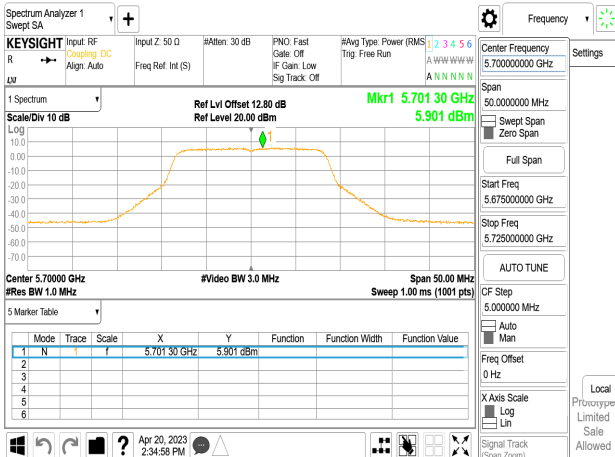 Spectrum Analyzer 1
Swept SA
Frequency
KEYSIGHT
R
LXI
Input: RF
Coupling: DC
Align: Auto
Input Z: 50 Ω
Freq Ref: Int (S)
#Atten: 30 dB
PNO: Fast
Gate: Off
IF Gain: Low
Sig Track: Off
#Avg Type: Power (RMS
Trig: Free Run
1 2 3 4 5 6
A W W W W W
A N N N N N
1 Spectrum
Scale/Div 10 dB
Ref Lvl Offset 12.80 dB
Ref Level 20.00 dBm
Mkr1 5.701 30 GHz
5.901 dBm
Log
10.0
0.00
-10.0
-20.0
-30.0
-40.0
-50.0
-60.0
-70.0
1
Center 5.70000 GHz
#Res BW 1.0 MHz
#Video BW 3.0 MHz
Span 50.00 MHz
Sweep 1.00 ms (1001 pts)
5 Marker Table
Mode Trace Scale X Y Function Function Width Function Value
1 N 1 f 5.701 30 GHz 5.901 dBm
2
3
4
5
6
Apr 20, 2023
2:34:58 PM
Center Frequency
5.700000000 GHz
Settings
Span
50.0000000 MHz
Swept Span
Zero Span
Full Span
Start Freq
5.675000000 GHz
Stop Freq
5.725000000 GHz
AUTO TUNE
CF Step
5.000000 MHz
Auto
Man
Freq Offset
0 Hz
X Axis Scale
Log
Lin
Signal Track
(Span Zoom)
Local
Prototype
Limited
Sale
Allowed